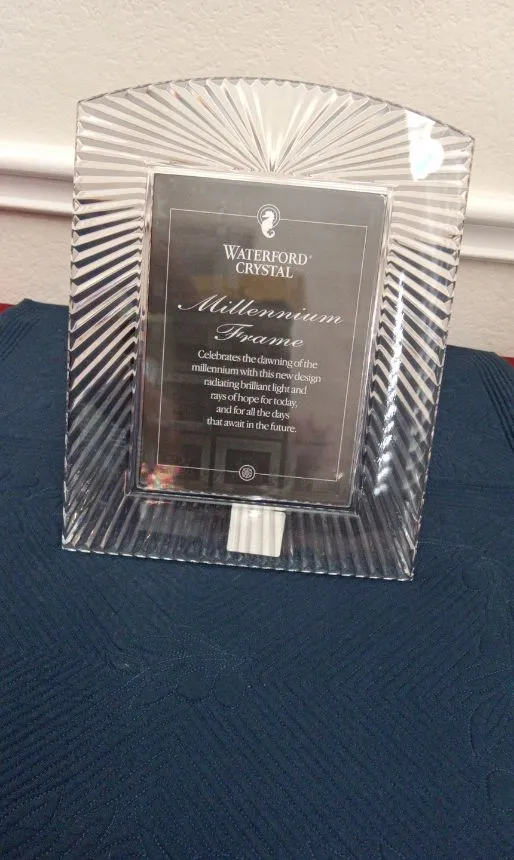 WATERFORD®
CRYSTAL
Millennium
Frame
Celebrates the dawning of the
millennium with this new design
radiating brilliant light and
rays of hope for today,
and for all the days
that await in the future.